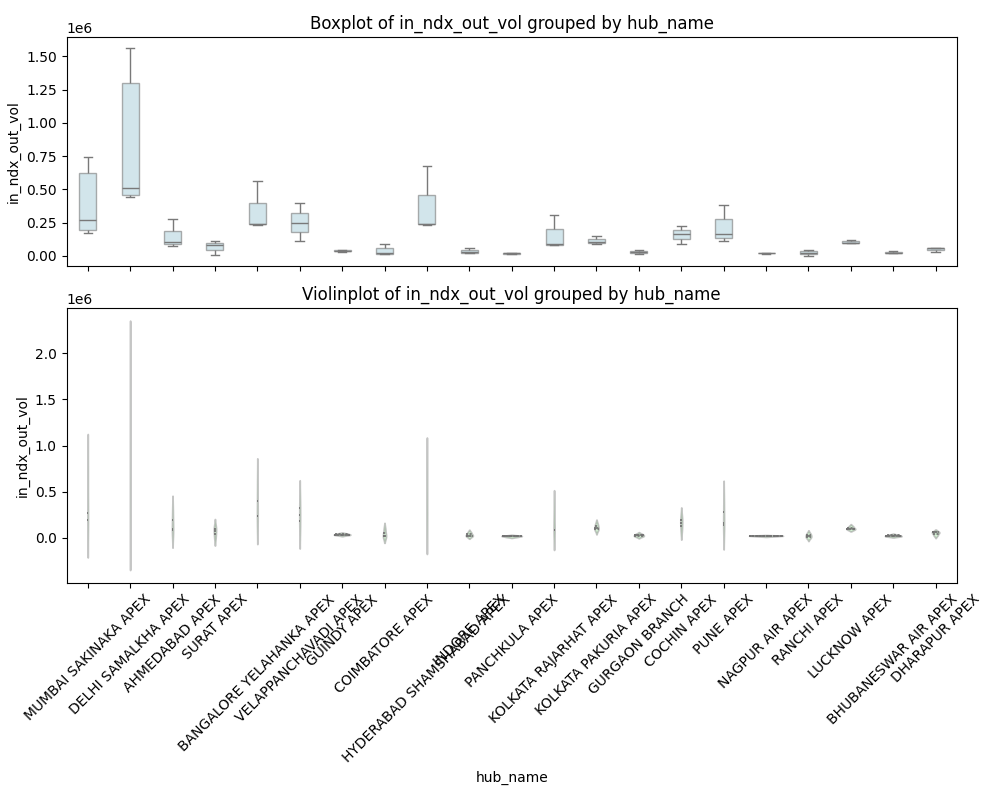 Boxplot of in_ndx_out_vol grouped by hub_name
1e6
1.50
1.25
1.00
0.75
0.50
0.25
0.00
in_ndx_out_vol
Violinplot of in_ndx_out_vol grouped by hub_name
1e6
2.0
1.5
1.0
0.5
0.0
in_ndx_out_vol
MUMBAI SAKINAKA APEX
DELHI SAMALKHA APEX
AHMEDABAD APEX
SURAT APEX
BANGALORE YELAHANKA APEX
VELAPPANCHAVADI APEX
GUINDY APEX
COIMBATORE APEX
HYDERABAD SHAMSHABAD APEX
INDORE APEX
PANCHKULA APEX
KOLKATA RAJARHAT APEX
KOLKATA PAKURIA APEX
GURGAON BRANCH
COCHIN APEX
PUNE APEX
NAGPUR AIR APEX
RANCHI APEX
LUCKNOW APEX
BHUBANESWAR AIR APEX
DHARAPUR APEX
hub_name